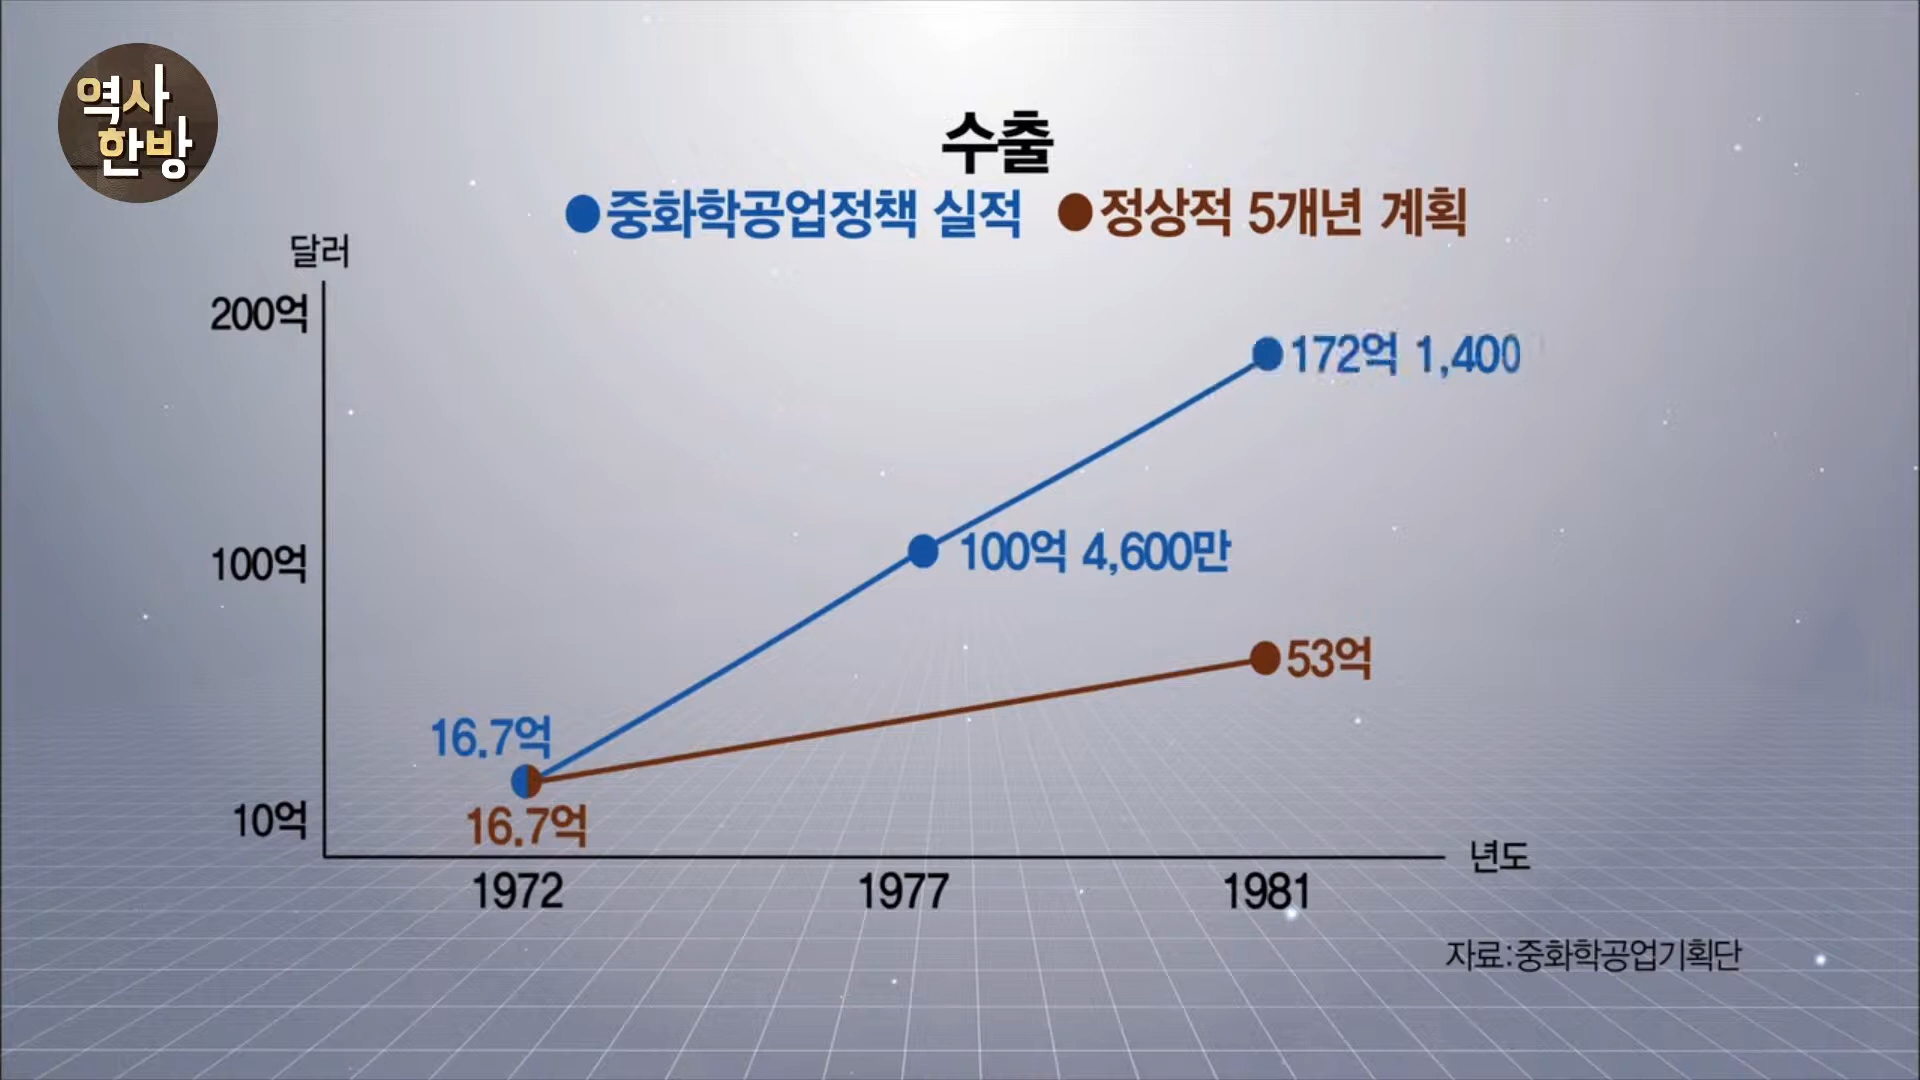 역사
한방
수출
●중화학공업정책 실적 ●정상적 5개년 계획
달러
200억
172억 1,400
100억
100억 4,600만
53억
16.7억
10억
16.7억
1972 1977 1981
년도
자료:중화학공업기획단